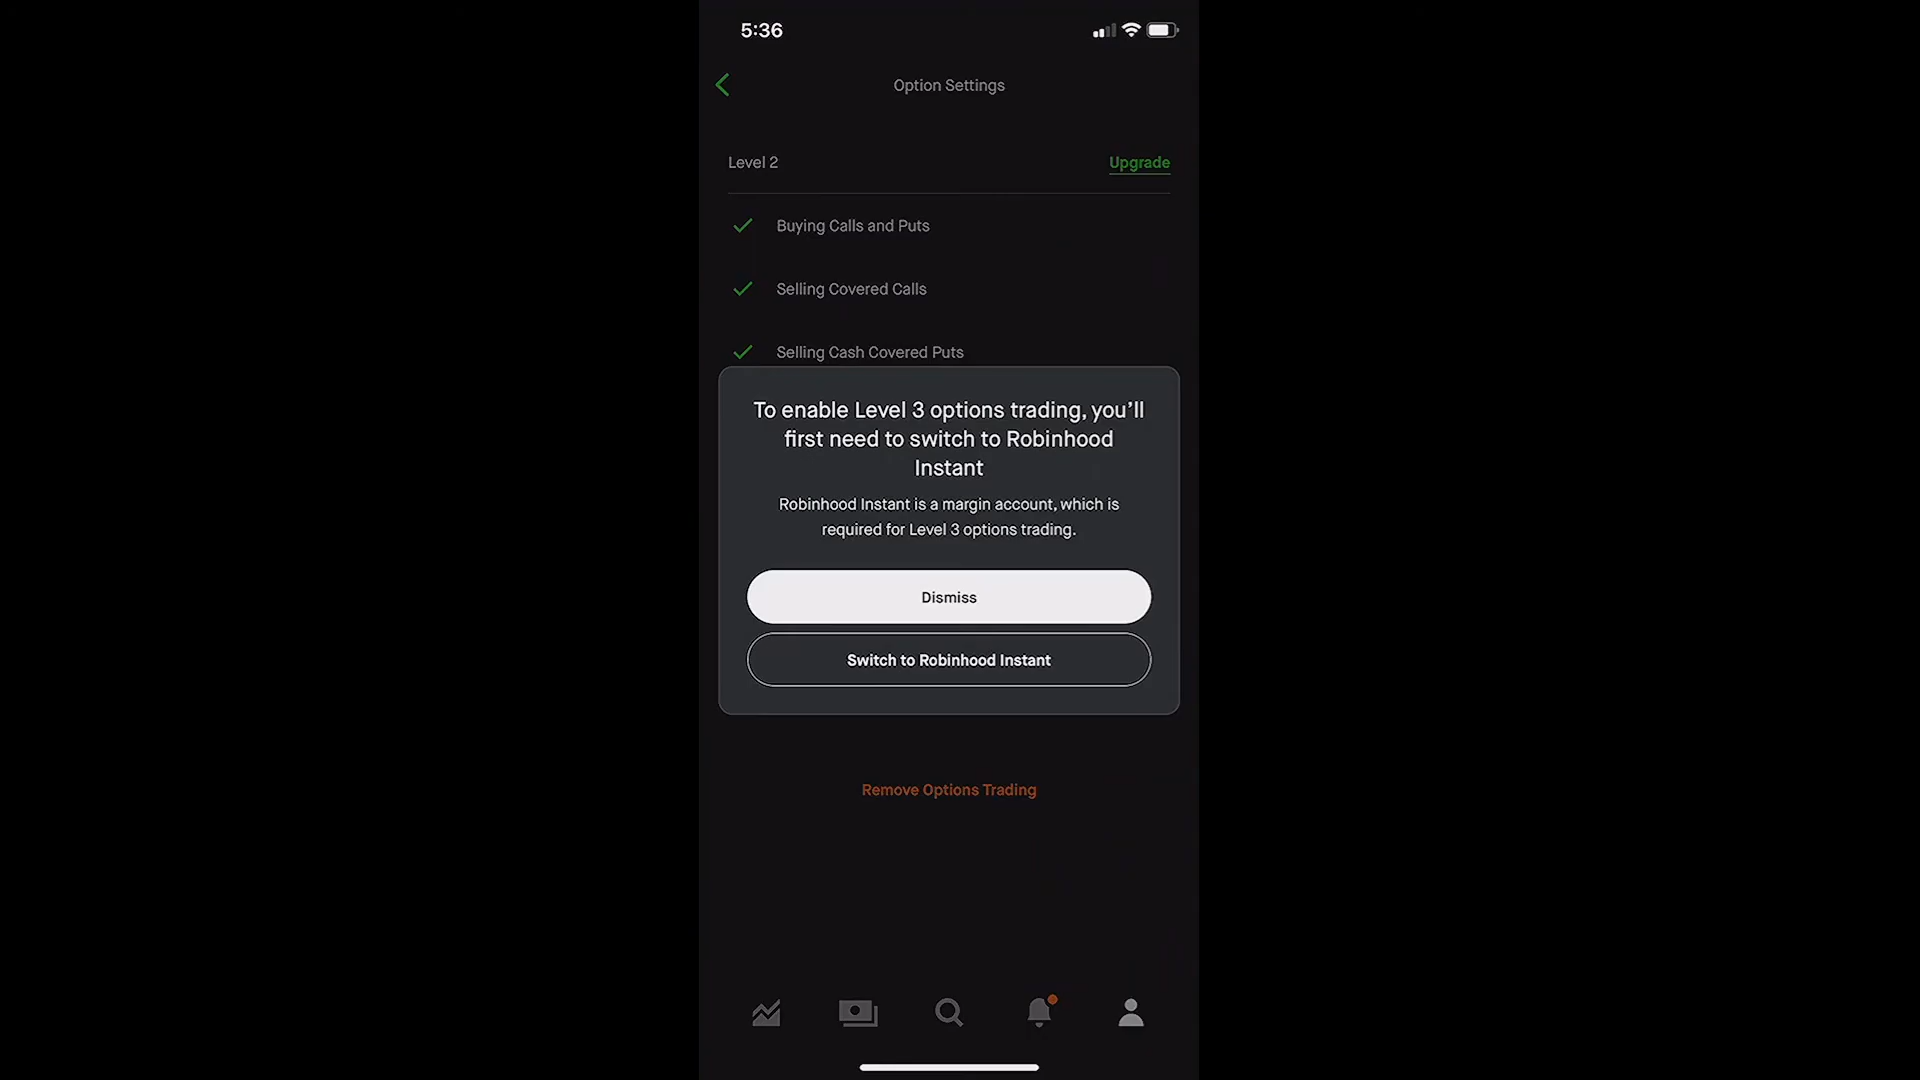 5:36
Option Settings
Level 2
Upgrade
Buying Calls and Puts
Selling Covered Calls
Selling Cash Covered Puts
To enable Level 3 options trading, you’ll
first need to switch to Robinhood
Instant
Robinhood Instant is a margin account, which is
required for Level 3 options trading.
Dismiss
Switch to Robinhood Instant
Remove Options Trading